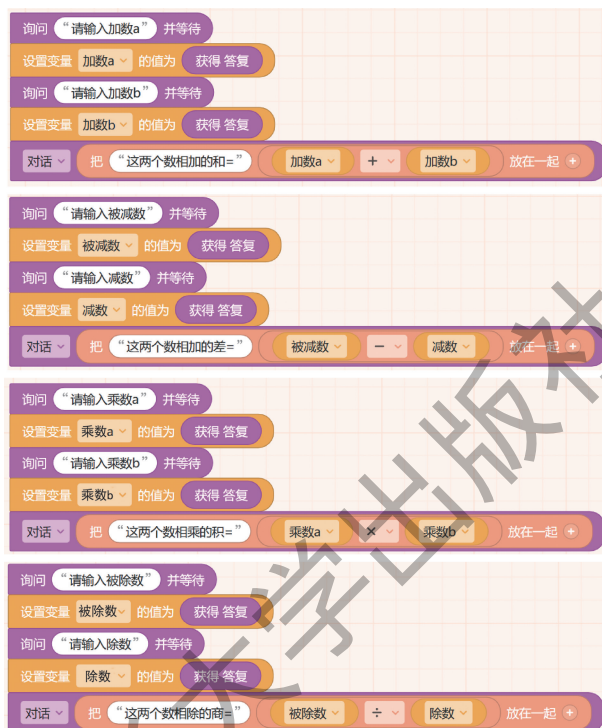 询问 “请输入加数a” 并等待
设置变量 加数a 的值为 获得 答复
询问 “请输入加数b” 并等待
设置变量 加数b 的值为 获得 答复
对话 把 “这两个数相加的和=” 加数a + 加数b 放在一起 +
询问 “请输入被减数” 并等待
设置变量 被减数 的值为 获得 答复
询问 “请输入减数” 并等待
设置变量 减数 的值为 获得 答复
对话 把 “这两个数相加的差=” 被减数 - 减数 放在一起 +
询问 “请输入乘数a” 并等待
设置变量 乘数a 的值为 获得 答复
询问 “请输入乘数b” 并等待
设置变量 乘数b 的值为 获得 答复
对话 把 “这两个数相乘的积=” 乘数a × 乘数b 放在一起 +
询问 “请输入被除数” 并等待
设置变量 被除数 的值为 获得 答复
询问 “请输入除数” 并等待
设置变量 除数 的值为 获得 答复
对话 把 “这两个数相除的商=” 被除数 ÷ 除数 放在一起 +
大学出版社